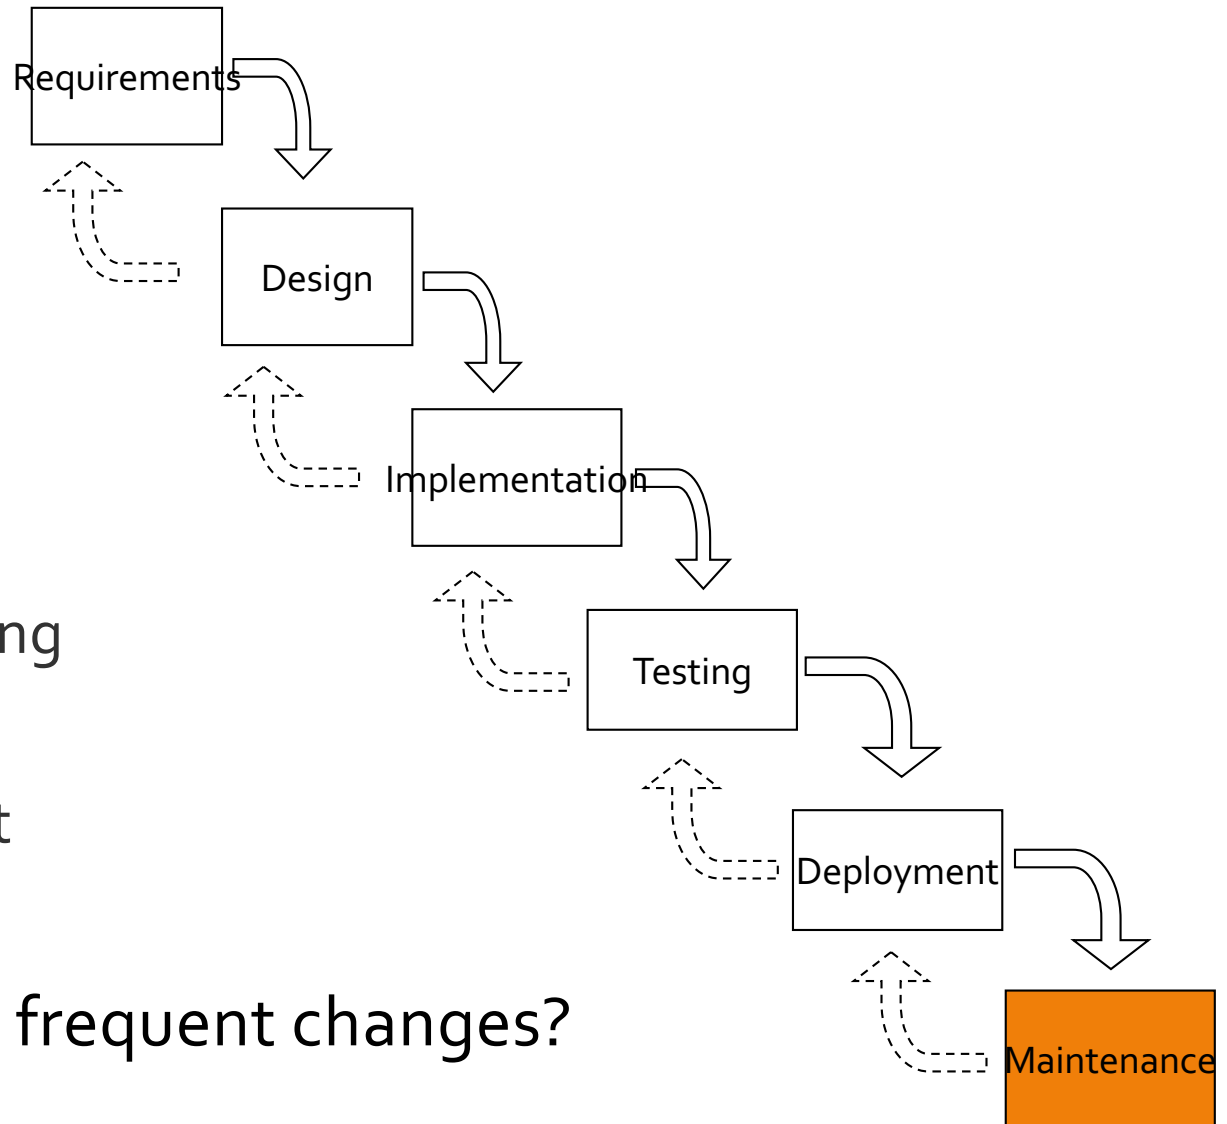 Requirements
Design
Implementation
ng
Testing
t
Deployment
frequent changes?
Maintenance